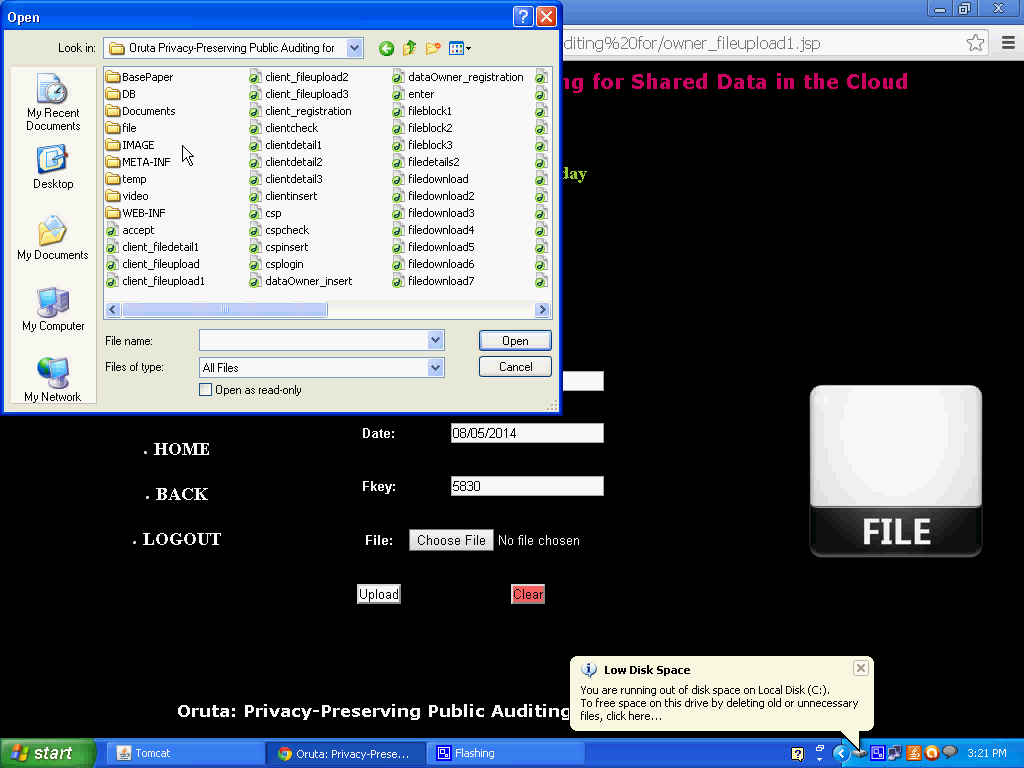 Open
Look in: Oruta Privacy-Preserving Public Auditing for
diting%20for/owner_fileupload1.jsp
ng for Shared Data in the Cloud
day
My Recent
Documents
Desktop
My Documents
My Computer
My Network
BasePaper
DB
Documents
file
IMAGE
META-INF
temp
video
WEB-INF
accept
client_filedetail1
client_fileupload
client_fileupload1
client_fileupload2
client_fileupload3
client_registration
clientcheck
clientdetail1
clientdetail2
clientdetail3
clientinsert
csp
cspcheck
cspinsert
csplogin
dataOwner_insert
dataOwner_registration
enter
fileblock1
fileblock2
fileblock3
filedetails2
filedownload
filedownload2
filedownload3
filedownload4
filedownload5
filedownload6
filedownload7
File name:
Open
Files of type: All Files
Cancel
Open as read-only
HOME
BACK
LOGOUT
Date: 08/05/2014
Fkey: 5830
File: Choose File No file chosen
Upload Clear
FILE
Low Disk Space
You are running out of disk space on Local Disk (C:).
To free space on this drive by deleting old or unnecessary
files, click here...
Oruta: Privacy-Preserving Public Auditing
start Tomcat Oruta: Privacy-Prese... Flashing 3:21 PM